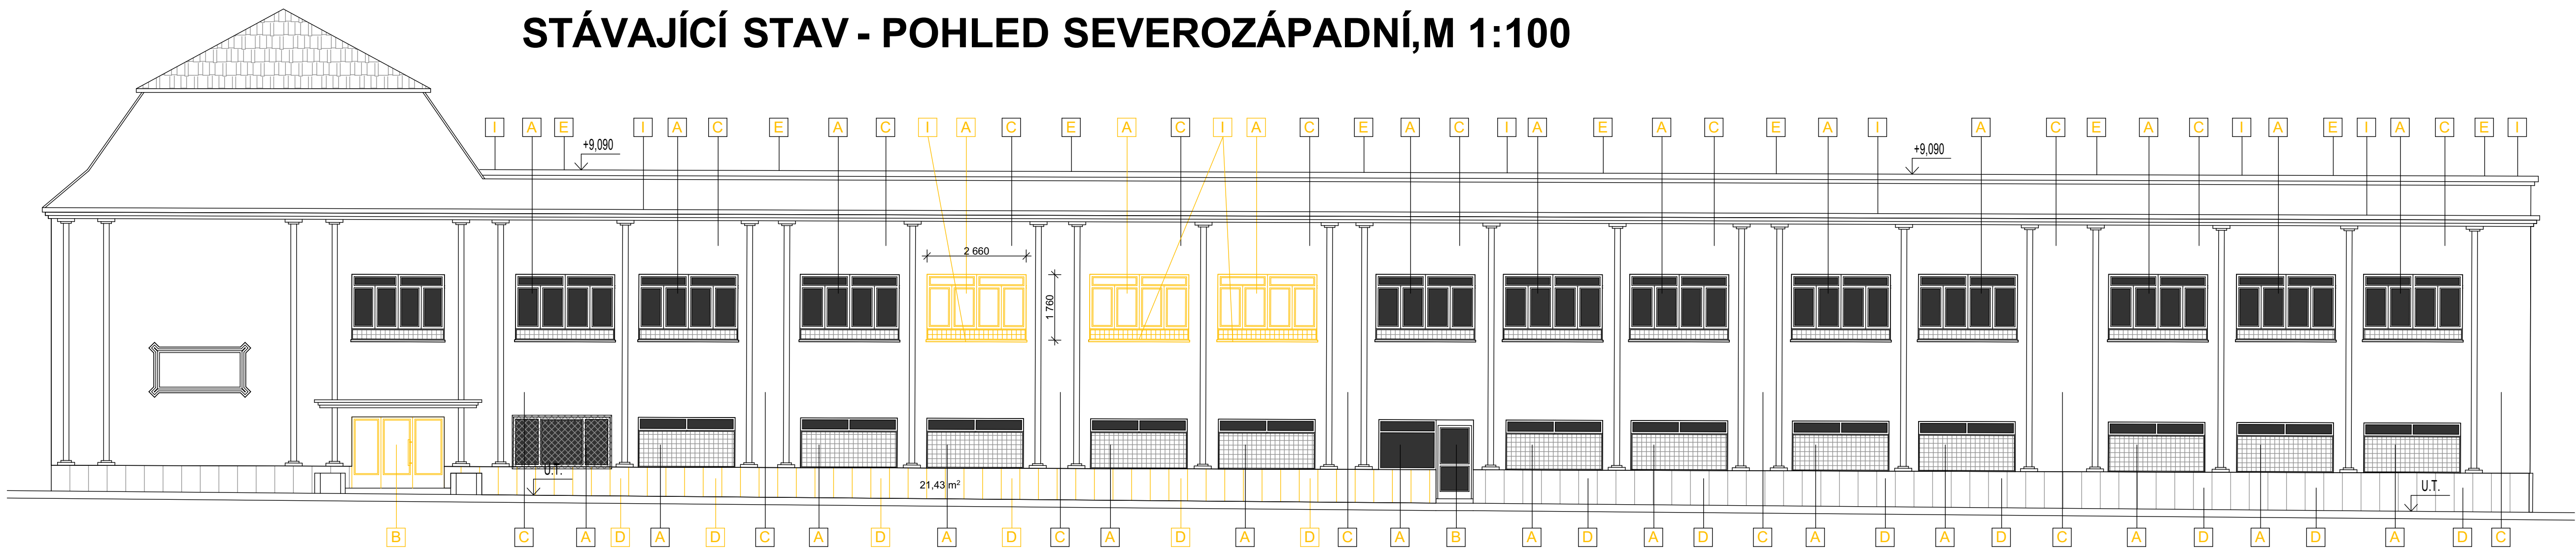 STÁVAJÍCÍ STAV - POHLED SEVEROZÁPADNÍ,M 1:100
I A E I A C E A C I A C E A C I A C E A C I A E A C E A I A C E A C I A E I A C E I
+9,090
+9,090
2 660
1 760
U.T.
21,43 m²
U.T.
B C A D A D C A D A D C A D A D C A B A D A D C A D A D C A D A D A D C